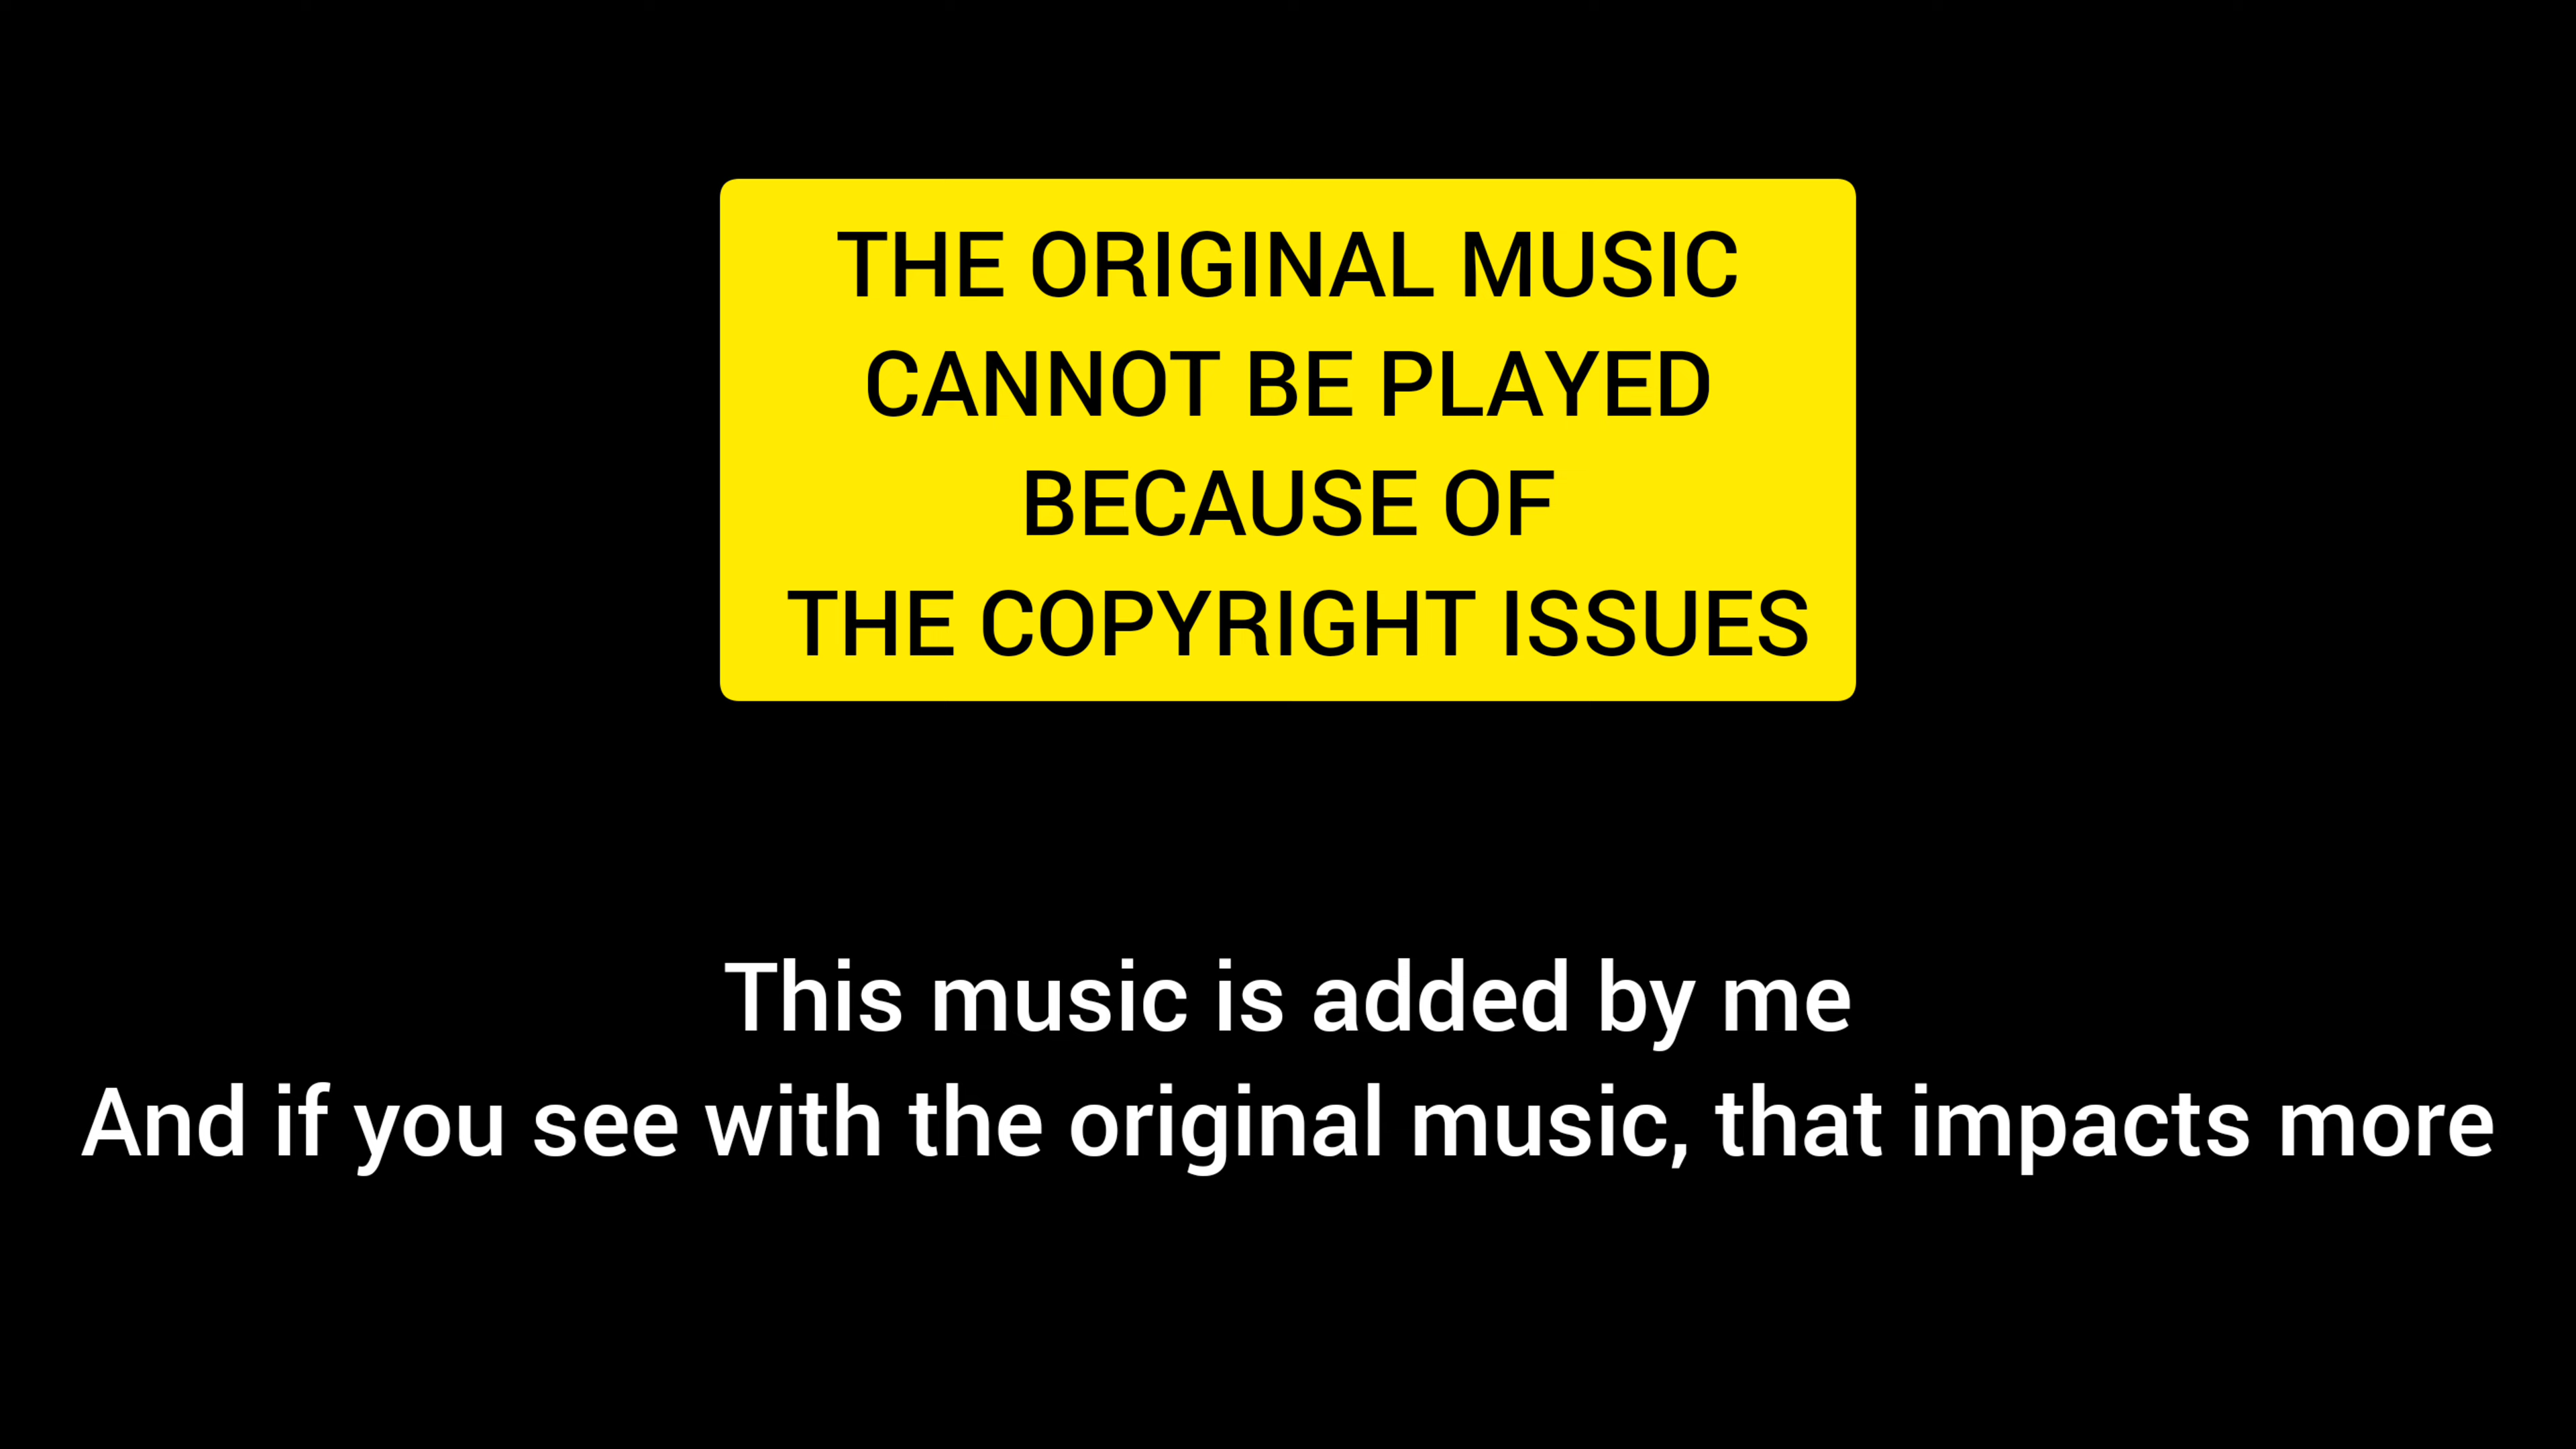 THE ORIGINAL MUSIC
CANNOT BE PLAYED
BECAUSE OF
THE COPYRIGHT ISSUES
This music is added by me
And if you see with the original music, that impacts more